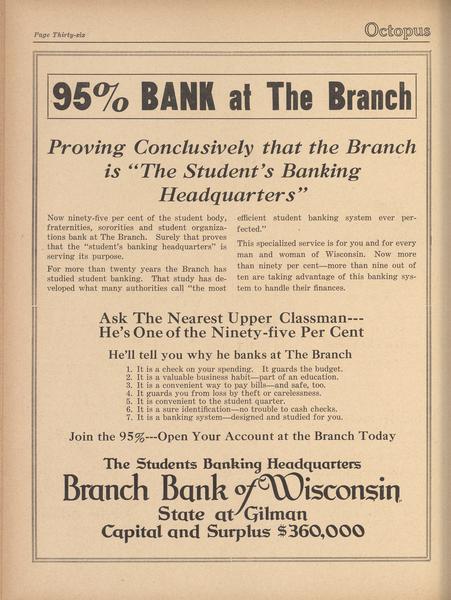 Page Thirty-six
Octopus
95% BANK at The Branch
Proving Conclusively that the Branch
is "The Student's Banking
Headquarters"
Now ninety-five per cent of the student body,
fraternities, sororities and student organiza-
tions bank at The Branch. Surely that proves
that the "student's banking headquarters" is
serving its purpose.
For more than twenty years the Branch has
studied student banking. That study has de-
veloped what many authorities call "the most
efficient student banking system ever per-
fected."
This specialized service is for you and for every
man and woman of Wisconsin. Now more
than ninety per cent—more than nine out of
ten are taking advantage of this banking sys-
tem to handle their finances.
Ask The Nearest Upper Classman---
He's One of the Ninety-five Per Cent
He'll tell you why he banks at The Branch
1. It is a check on your spending. It guards the budget.
2. It is a valuable business habit—part of an education.
3. It is a convenient way to pay bills—and safe, too.
4. It guards you from loss by theft or carelessness.
5. It is convenient to the student quarter.
6. It is a sure identification—no trouble to cash checks.
7. It is a banking system—designed and studied for you.
Join the 95%---Open Your Account at the Branch Today
The Students Banking Headquarters
Branch Bank of Wisconsin
State at Gilman
Capital and Surplus $360,000